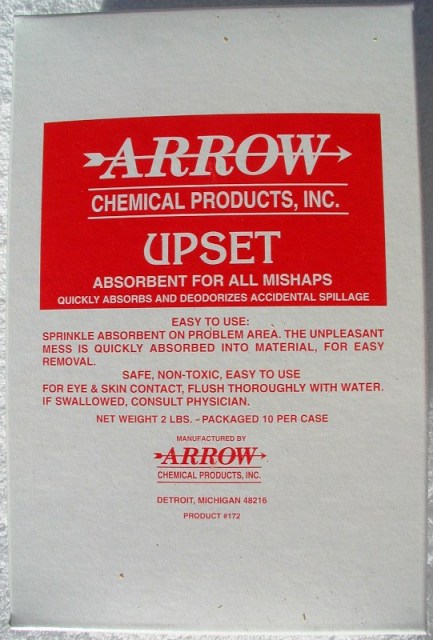 ARROW
CHEMICAL PRODUCTS, INC.
UPSET
ABSORBENT FOR ALL MISHAPS
QUICKLY ABSORBS AND DEODORIZES ACCIDENTAL SPILLAGE
EASY TO USE:
SPRINKLE ABSORBENT ON PROBLEM AREA. THE UNPLEASANT
MESS IS QUICKLY ABSORBED INTO MATERIAL, FOR EASY
REMOVAL.
SAFE, NON-TOXIC, EASY TO USE
FOR EYE & SKIN CONTACT, FLUSH THOROUGHLY WITH WATER.
IF SWALLOWED, CONSULT PHYSICIAN.
NET WEIGHT 2 LBS. - PACKAGED 10 PER CASE
MANUFACTURED BY
ARROW
CHEMICAL PRODUCTS, INC.
DETROIT, MICHIGAN 48216
PRODUCT #172